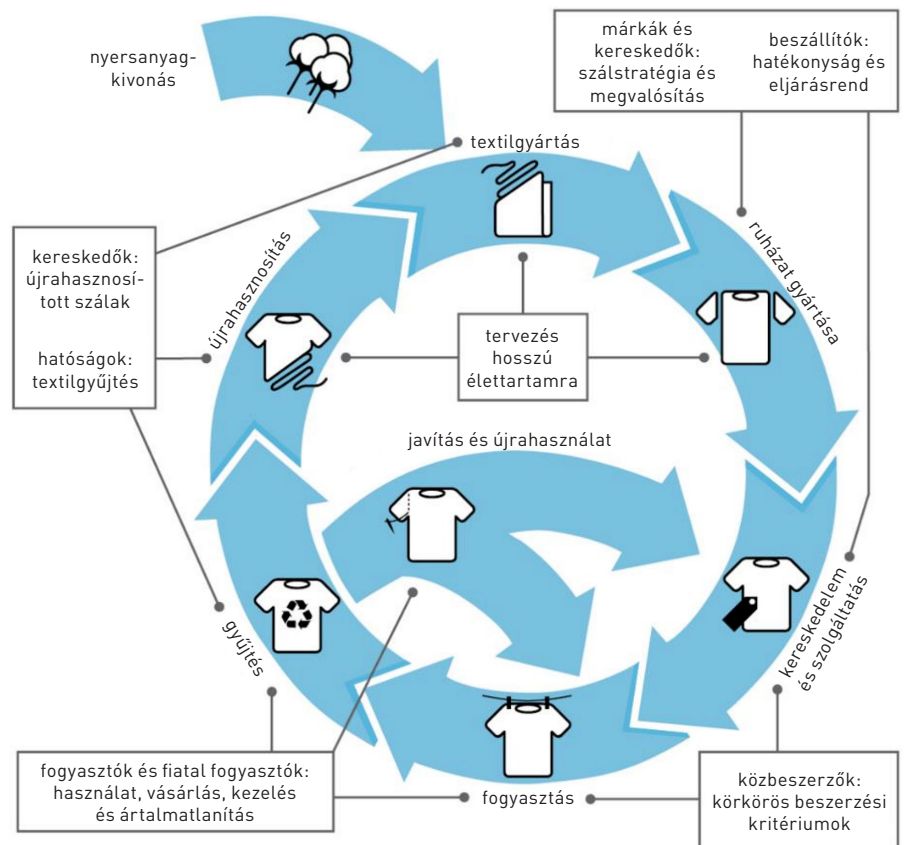 nyersanyag-
kivonás
márkák és
kereskedők:
szálstratégia és
megvalósítás
beszállítók:
hatékonyság és
eljárásrend
textilgyártás
ruházat gyártása
kereskedők:
újrahasznosí-
tott szálak
hatóságok:
textilgyűjtés
újrahasznosítás
tervezés
hosszú
élettartamra
javítás és újrahasználat
kereskedelem
és szolgáltatás
gyűjtés
fogyasztók és fiatal fogyasztók:
használat, vásárlás, kezelés
és ártalmatlanítás
fogyasztás
közbeszerzők:
körkörös beszerzési
kritériumok